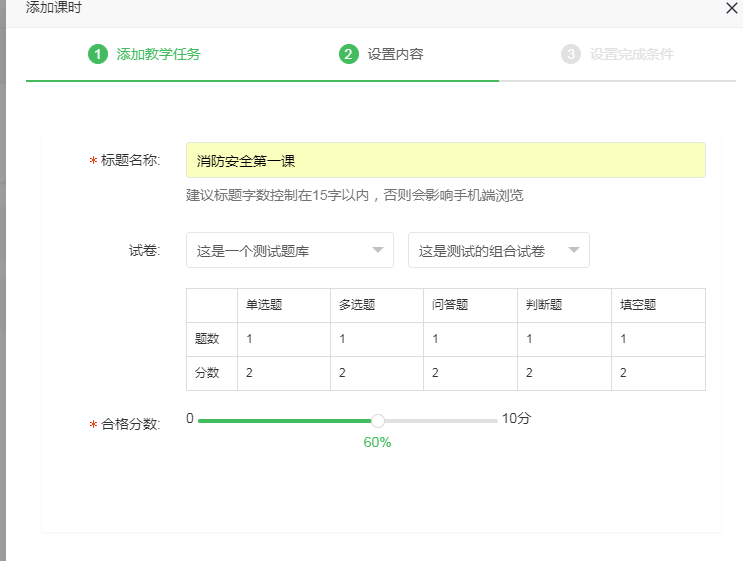 添加课时
1 添加教学任务 2 设置内容 3 设置完成条件
* 标题名称: 消防安全第一课
建议标题字数控制在15字以内，否则会影响手机端浏览
试卷: 这是一个测试题库 这是测试的组合试卷
单选题 多选题 问答题 判断题 填空题
题数 1 1 1 1 1
分数 2 2 2 2 2
* 合格分数: 0 10分
60%